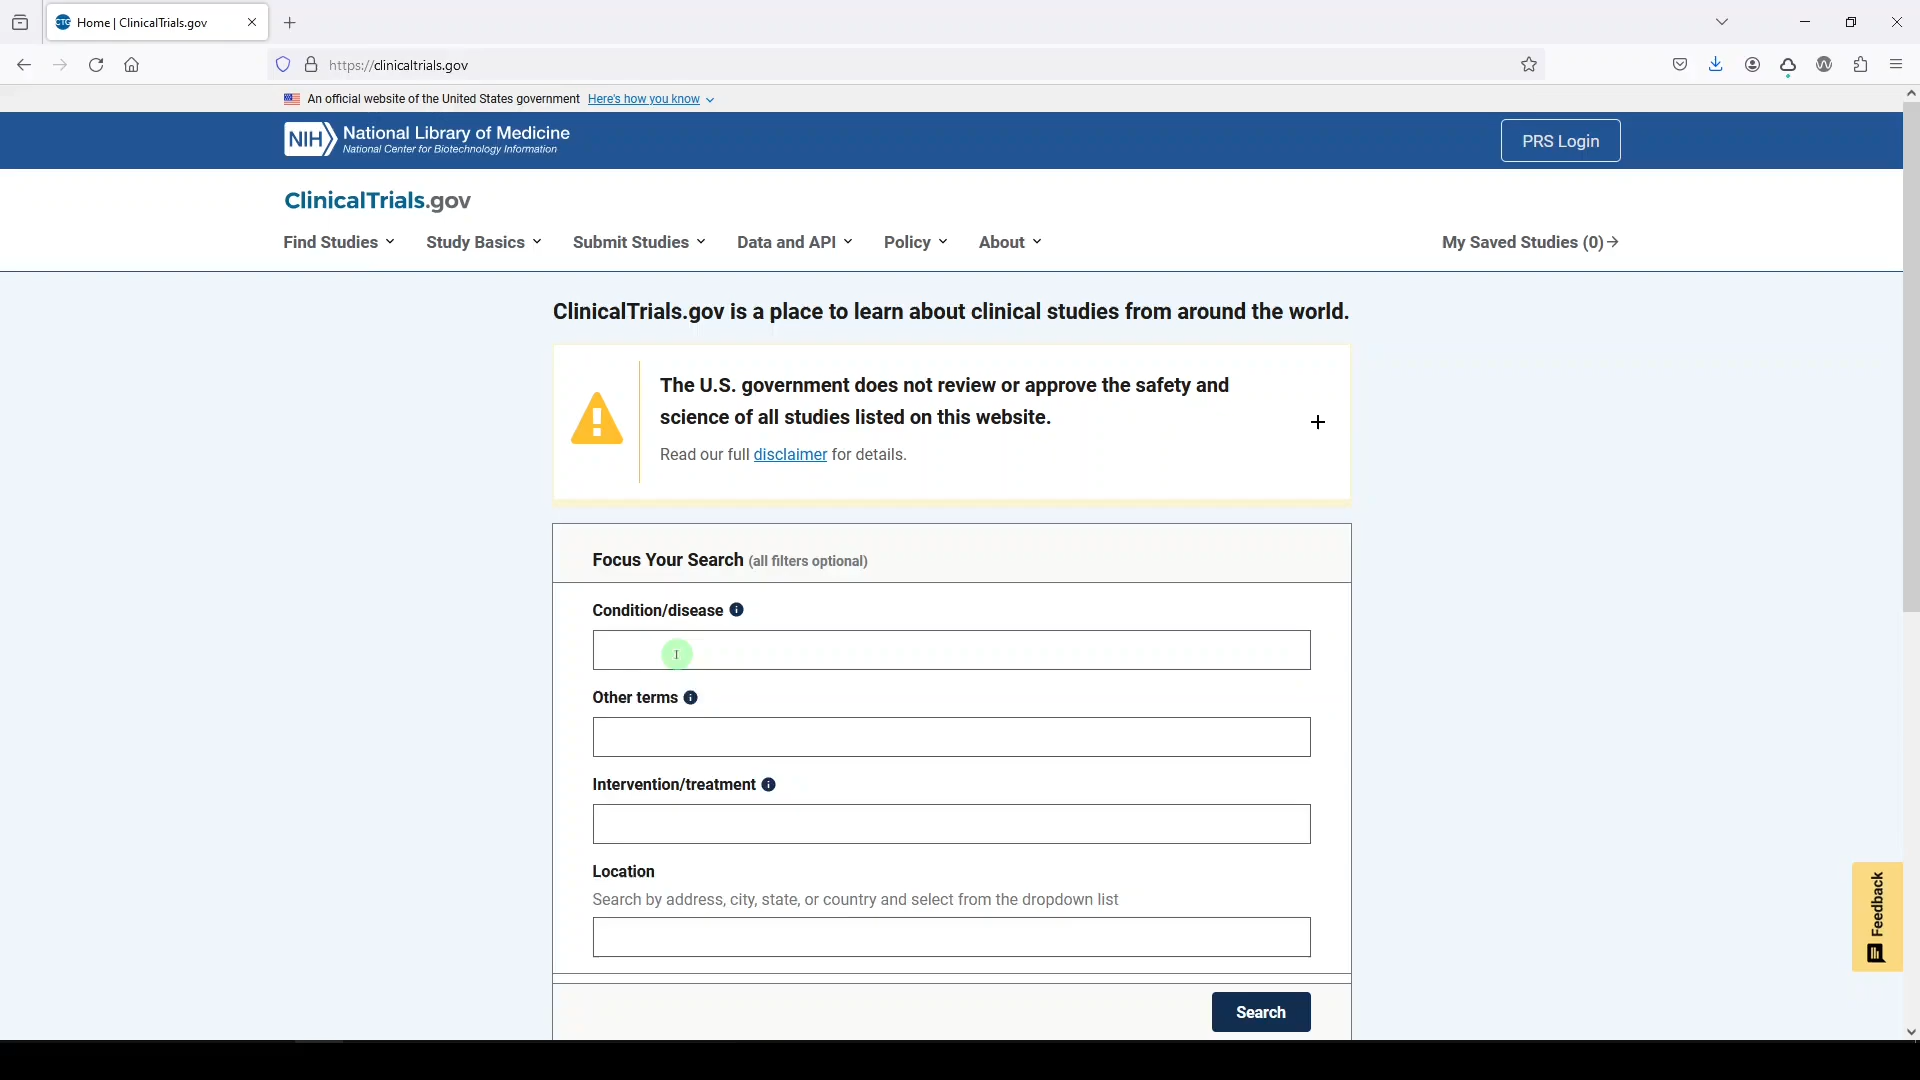 Home | ClinicalTrials.gov
https://clinicaltrials.gov
An official website of the United States government Here's how you know
NIH National Library of Medicine
National Center for Biotechnology Information
PRS Login
ClinicalTrials.gov
Find Studies Study Basics Submit Studies Data and API Policy About My Saved Studies (0)
ClinicalTrials.gov is a place to learn about clinical studies from around the world.
The U.S. government does not review or approve the safety and
science of all studies listed on this website.
Read our full disclaimer for details.
Focus Your Search (all filters optional)
Condition/disease
Other terms
Intervention/treatment
Location
Search by address, city, state, or country and select from the dropdown list
Search
Feedback